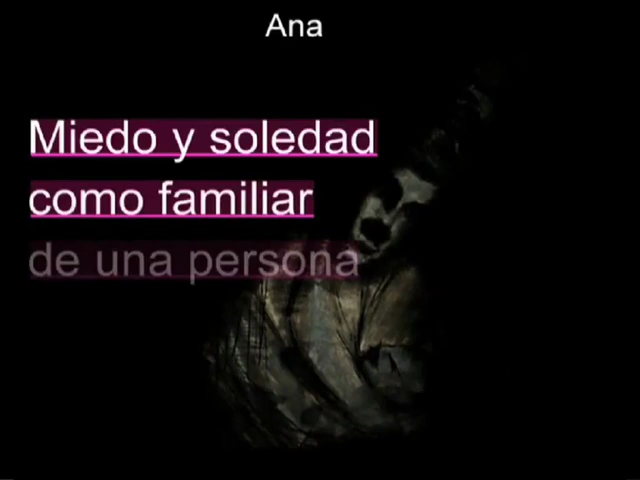 Ana
Miedo y soledad
como familiar
de una persona